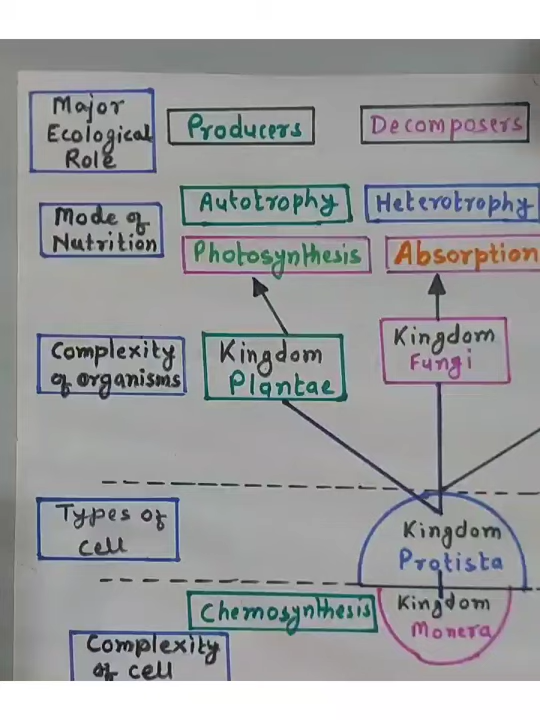 Major
Ecological
Role
Producers
Decomposers
Mode of
Nutrition
Autotrophy
Heterotrophy
Photosynthesis
Absorption
Complexity
of organisms
Kingdom
Plantae
Kingdom
Fungi
Types of
cell
Kingdom
Protista
Chemosynthesis
Kingdom
Monera
Complexity
of cell